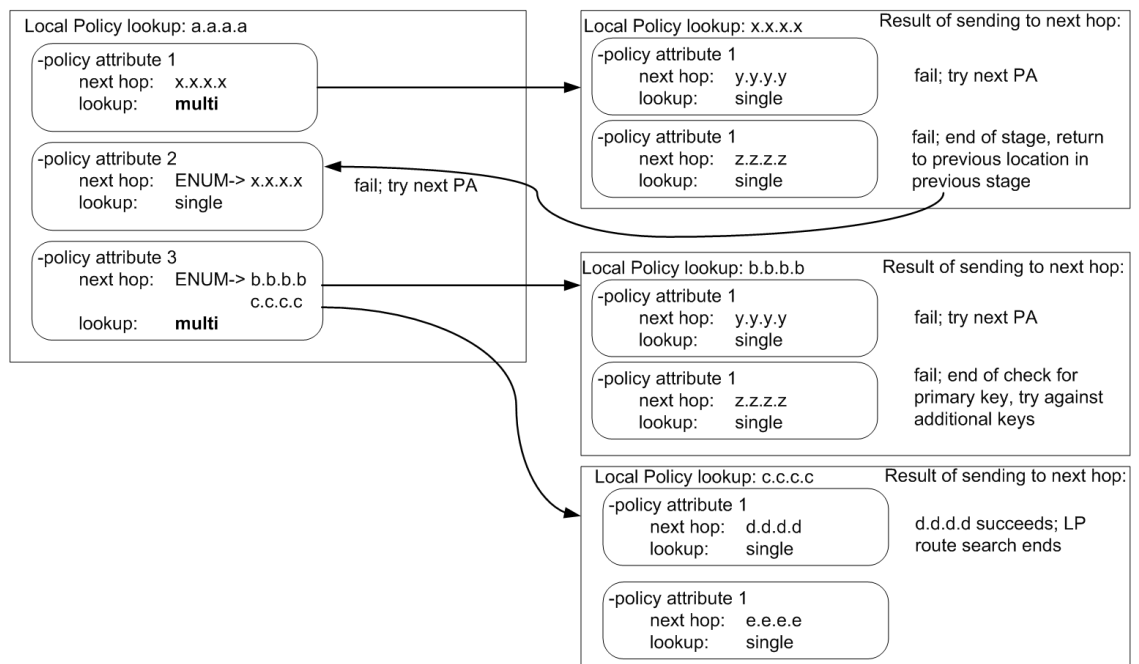 Local Policy lookup: a.a.a.a
-policy attribute 1
next hop: x.x.x.x
lookup: multi
-policy attribute 2
next hop: ENUM-> x.x.x.x
lookup: single
fail; try next PA
-policy attribute 3
next hop: ENUM-> b.b.b.b
c.c.c.c
lookup: multi
Local Policy lookup: x.x.x.x
Result of sending to next hop:
-policy attribute 1
next hop: y.y.y.y
lookup: single
fail; try next PA
-policy attribute 1
next hop: z.z.z.z
lookup: single
fail; end of stage, return
to previous location in
previous stage
Local Policy lookup: b.b.b.b
Result of sending to next hop:
-policy attribute 1
next hop: y.y.y.y
lookup: single
fail; try next PA
-policy attribute 1
next hop: z.z.z.z
lookup: single
fail; end of check for
primary key, try against
additional keys
Local Policy lookup: c.c.c.c
Result of sending to next hop:
-policy attribute 1
next hop: d.d.d.d
lookup: single
d.d.d.d succeeds; LP
route search ends
-policy attribute 1
next hop: e.e.e.e
lookup: single